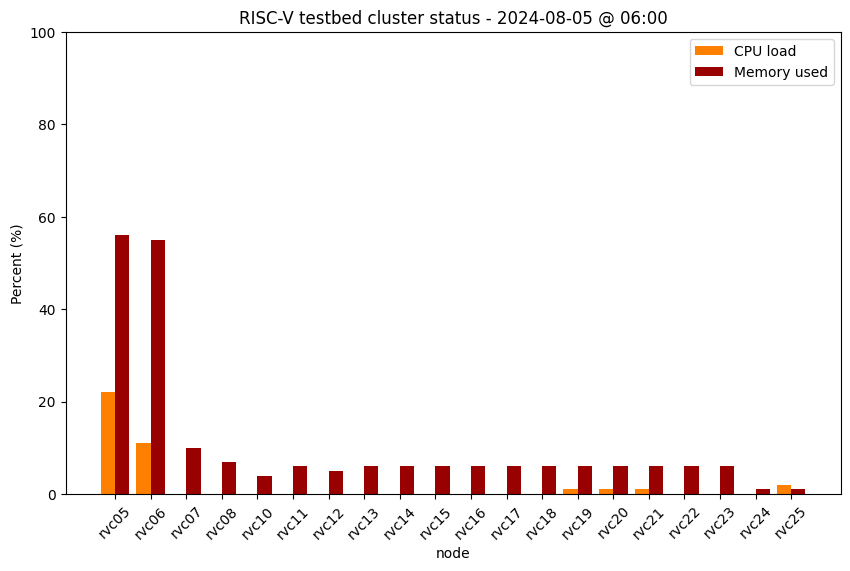 RISC-V testbed cluster status - 2024-08-05 @ 06:00
CPU load
Memory used
Percent (%)
100
80
60
40
20
0
rvc05
rvc06
rvc07
rvc08
rvc10
rvc11
rvc12
rvc13
rvc14
rvc15
rvc16
rvc17
rvc18
rvc19
rvc20
rvc21
rvc22
rvc23
rvc24
rvc25
node